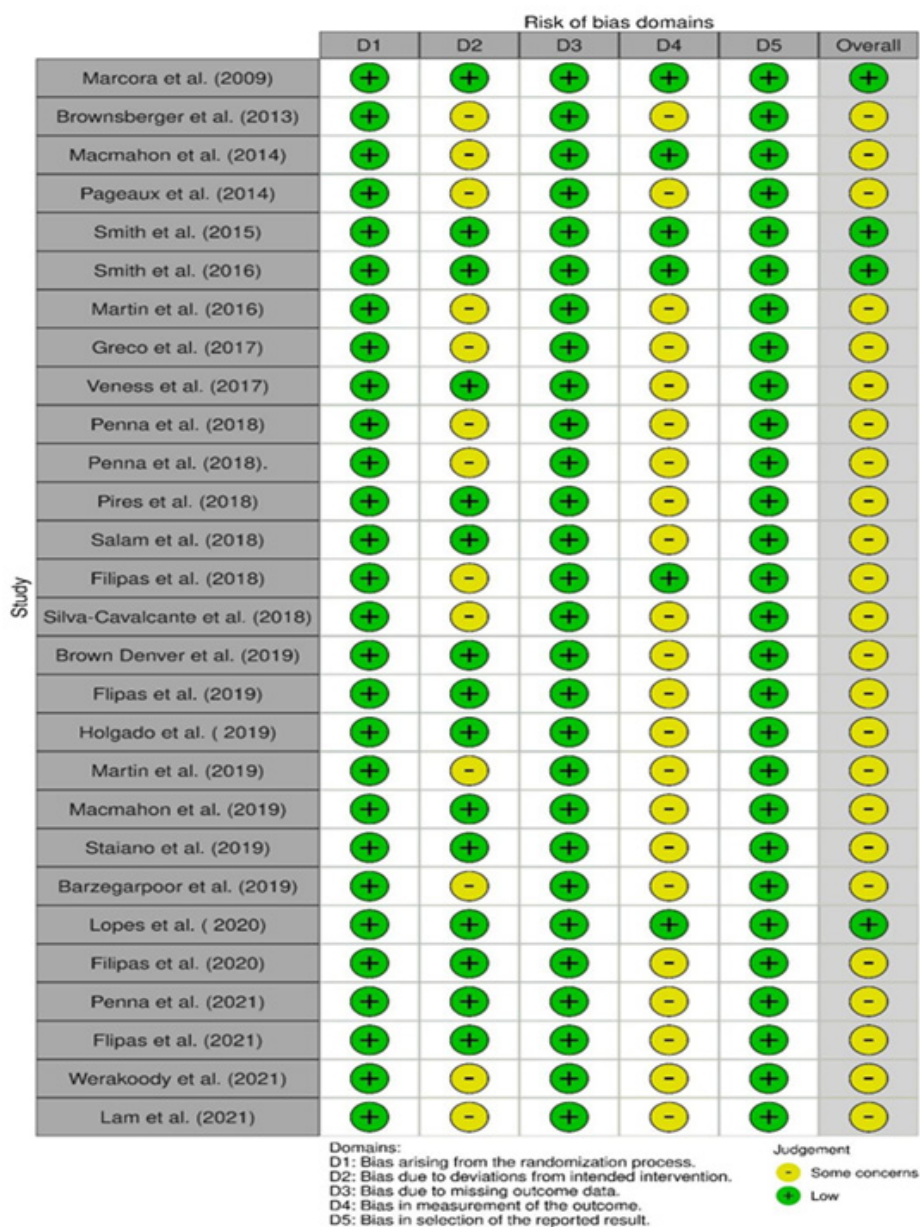 Risk of bias domains
D1 D2 D3 D4 D5 Overall
Study
Marcora et al. (2009) + + + + + +
Brownsberger et al. (2013) + - + - + -
Macmahon et al. (2014) + - + + + -
Pageaux et al. (2014) + - + - + -
Smith et al. (2015) + + + + + +
Smith et al. (2016) + + + + + +
Martin et al. (2016) + - + - + -
Greco et al. (2017) + - + - + -
Veness et al. (2017) + + + - + -
Penna et al. (2018) + - + - + -
Penna et al. (2018). + - + - + -
Pires et al. (2018) + + + - + -
Salam et al. (2018) + + + - + -
Filipas et al. (2018) + - + + + -
Silva-Cavalcante et al. (2018) + - + - + -
Brown Denver et al. (2019) + + + - + -
Flipas et al. (2019) + + + - + -
Holgado et al. ( 2019) + + + - + -
Martin et al. (2019) + - + - + -
Macmahon et al. (2019) + + + - + -
Staiano et al. (2019) + + + - + -
Barzegarpoor et al. (2019) + - + - + -
Lopes et al. ( 2020) + + + + + +
Filipas et al. (2020) + + + - + -
Penna et al. (2021) + + + - + -
Flipas et al. (2021) + + + - + -
Werakoody et al. (2021) + - + - + -
Lam et al. (2021) + - + - + -
Domains:
D1: Bias arising from the randomization process.
D2: Bias due to deviations from intended intervention.
D3: Bias due to missing outcome data.
D4: Bias in measurement of the outcome.
D5: Bias in selection of the reported result.
Judgement
- Some concerns
+ Low